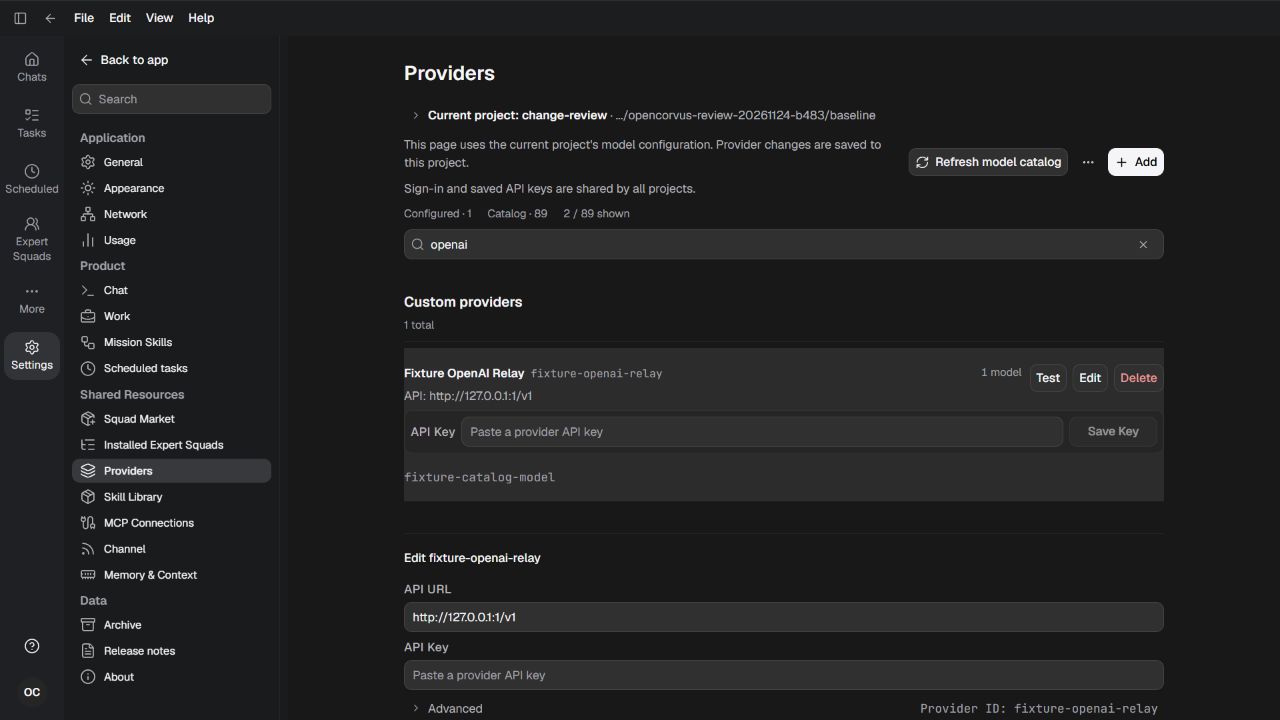 File Edit View Help
Chats
Tasks
Scheduled
Expert
Squads
More
Settings
OC
Back to app
Search
Application
General
Appearance
Network
Usage
Product
Chat
Work
Mission Skills
Scheduled tasks
Shared Resources
Squad Market
Installed Expert Squads
Providers
Skill Library
MCP Connections
Channel
Memory & Context
Data
Archive
Release notes
About
Providers
Current project: change-review · .../opencorvus-review-20261124-b483/baseline
This page uses the current project's model configuration. Provider changes are saved to
this project.
Sign-in and saved API keys are shared by all projects.
Refresh model catalog ··· + Add
Configured · 1 Catalog · 89 2 / 89 shown
openai
Custom providers
1 total
Fixture OpenAI Relay fixture-openai-relay 1 model Test Edit Delete
API: http://127.0.0.1:1/v1
API Key Paste a provider API key Save Key
fixture-catalog-model
Edit fixture-openai-relay
API URL
http://127.0.0.1:1/v1
API Key
Paste a provider API key
Advanced Provider ID: fixture-openai-relay